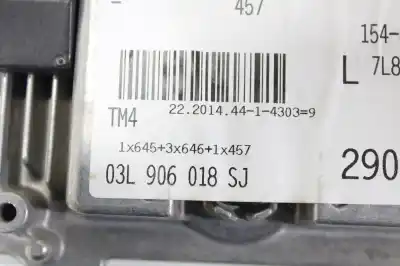 457
154-
L 7L8
22.2014.44-1-4303=9
TM4
1x645+3x646+1x457
03L 906 018 SJ
290